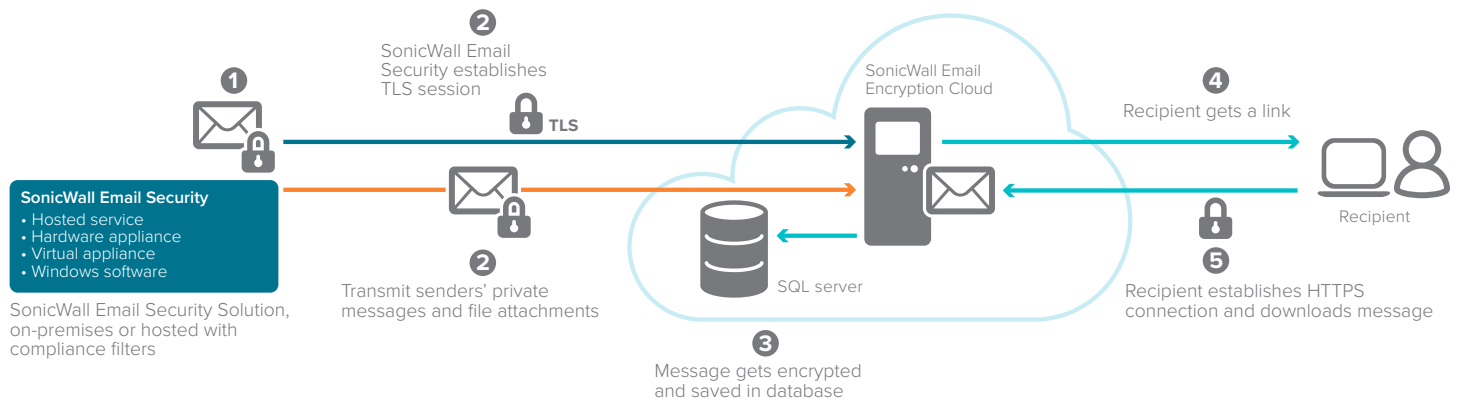 1
SonicWall Email Security
• Hosted service
• Hardware appliance
• Virtual appliance
• Windows software
SonicWall Email Security Solution,
on-premises or hosted with
compliance filters
2
SonicWall Email
Security establishes
TLS session
TLS
2
Transmit senders’ private
messages and file attachments
SonicWall Email
Encryption Cloud
SQL server
3
Message gets encrypted
and saved in database
4
Recipient gets a link
Recipient
5
Recipient establishes HTTPS
connection and downloads message